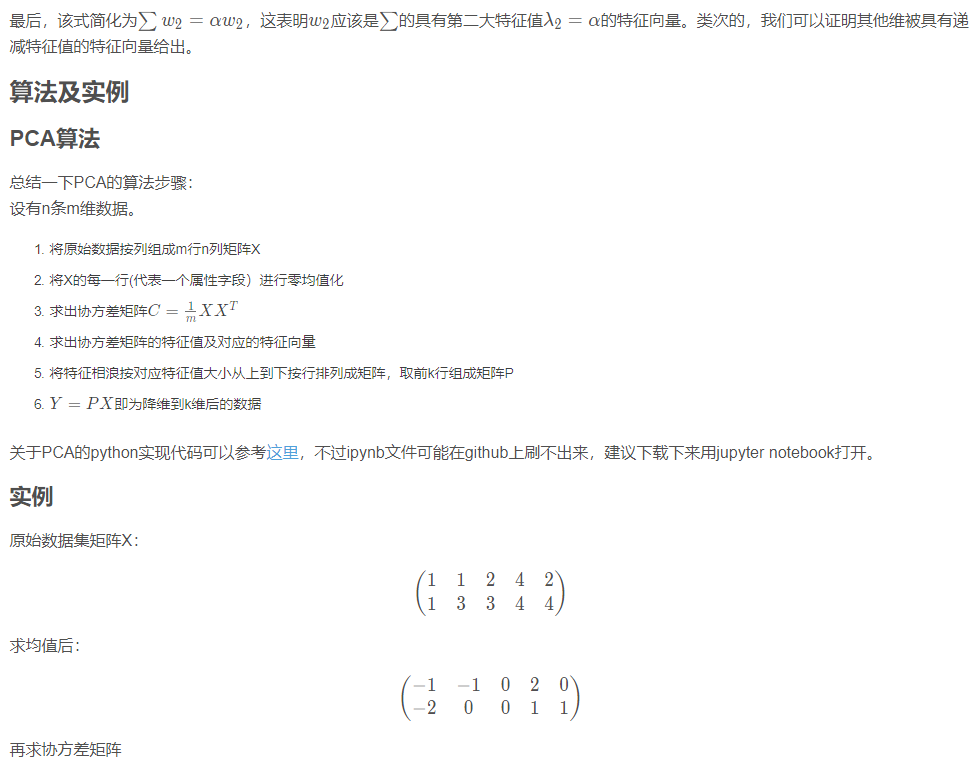 最后，该式简化为∑ w₂ = αw₂，这表明w₂应该是∑的具有第二大特征值λ₂ = α的特征向量。类次的，我们可以证明其他维被具有递
减特征值的特征向量给出。
算法及实例
PCA算法
总结一下PCA的算法步骤：
设有n条m维数据。
1. 将原始数据按列组成m行n列矩阵X
2. 将X的每一行(代表一个属性字段）进行零均值化
3. 求出协方差矩阵C = 1/m XXᵀ
4. 求出协方差矩阵的特征值及对应的特征向量
5. 将特征相浪按对应特征值大小从上到下按行排列成矩阵，取前k行组成矩阵P
6. Y = PX即为降维到k维后的数据
关于PCA的python实现代码可以参考这里，不过ipynb文件可能在github上刷不出来，建议下载下来用jupyter notebook打开。
实例
原始数据集矩阵X：
1 1 2 4 2
1 3 3 4 4
求均值后：
−1 −1 0 2 0
−2 0 0 1 1
再求协方差矩阵